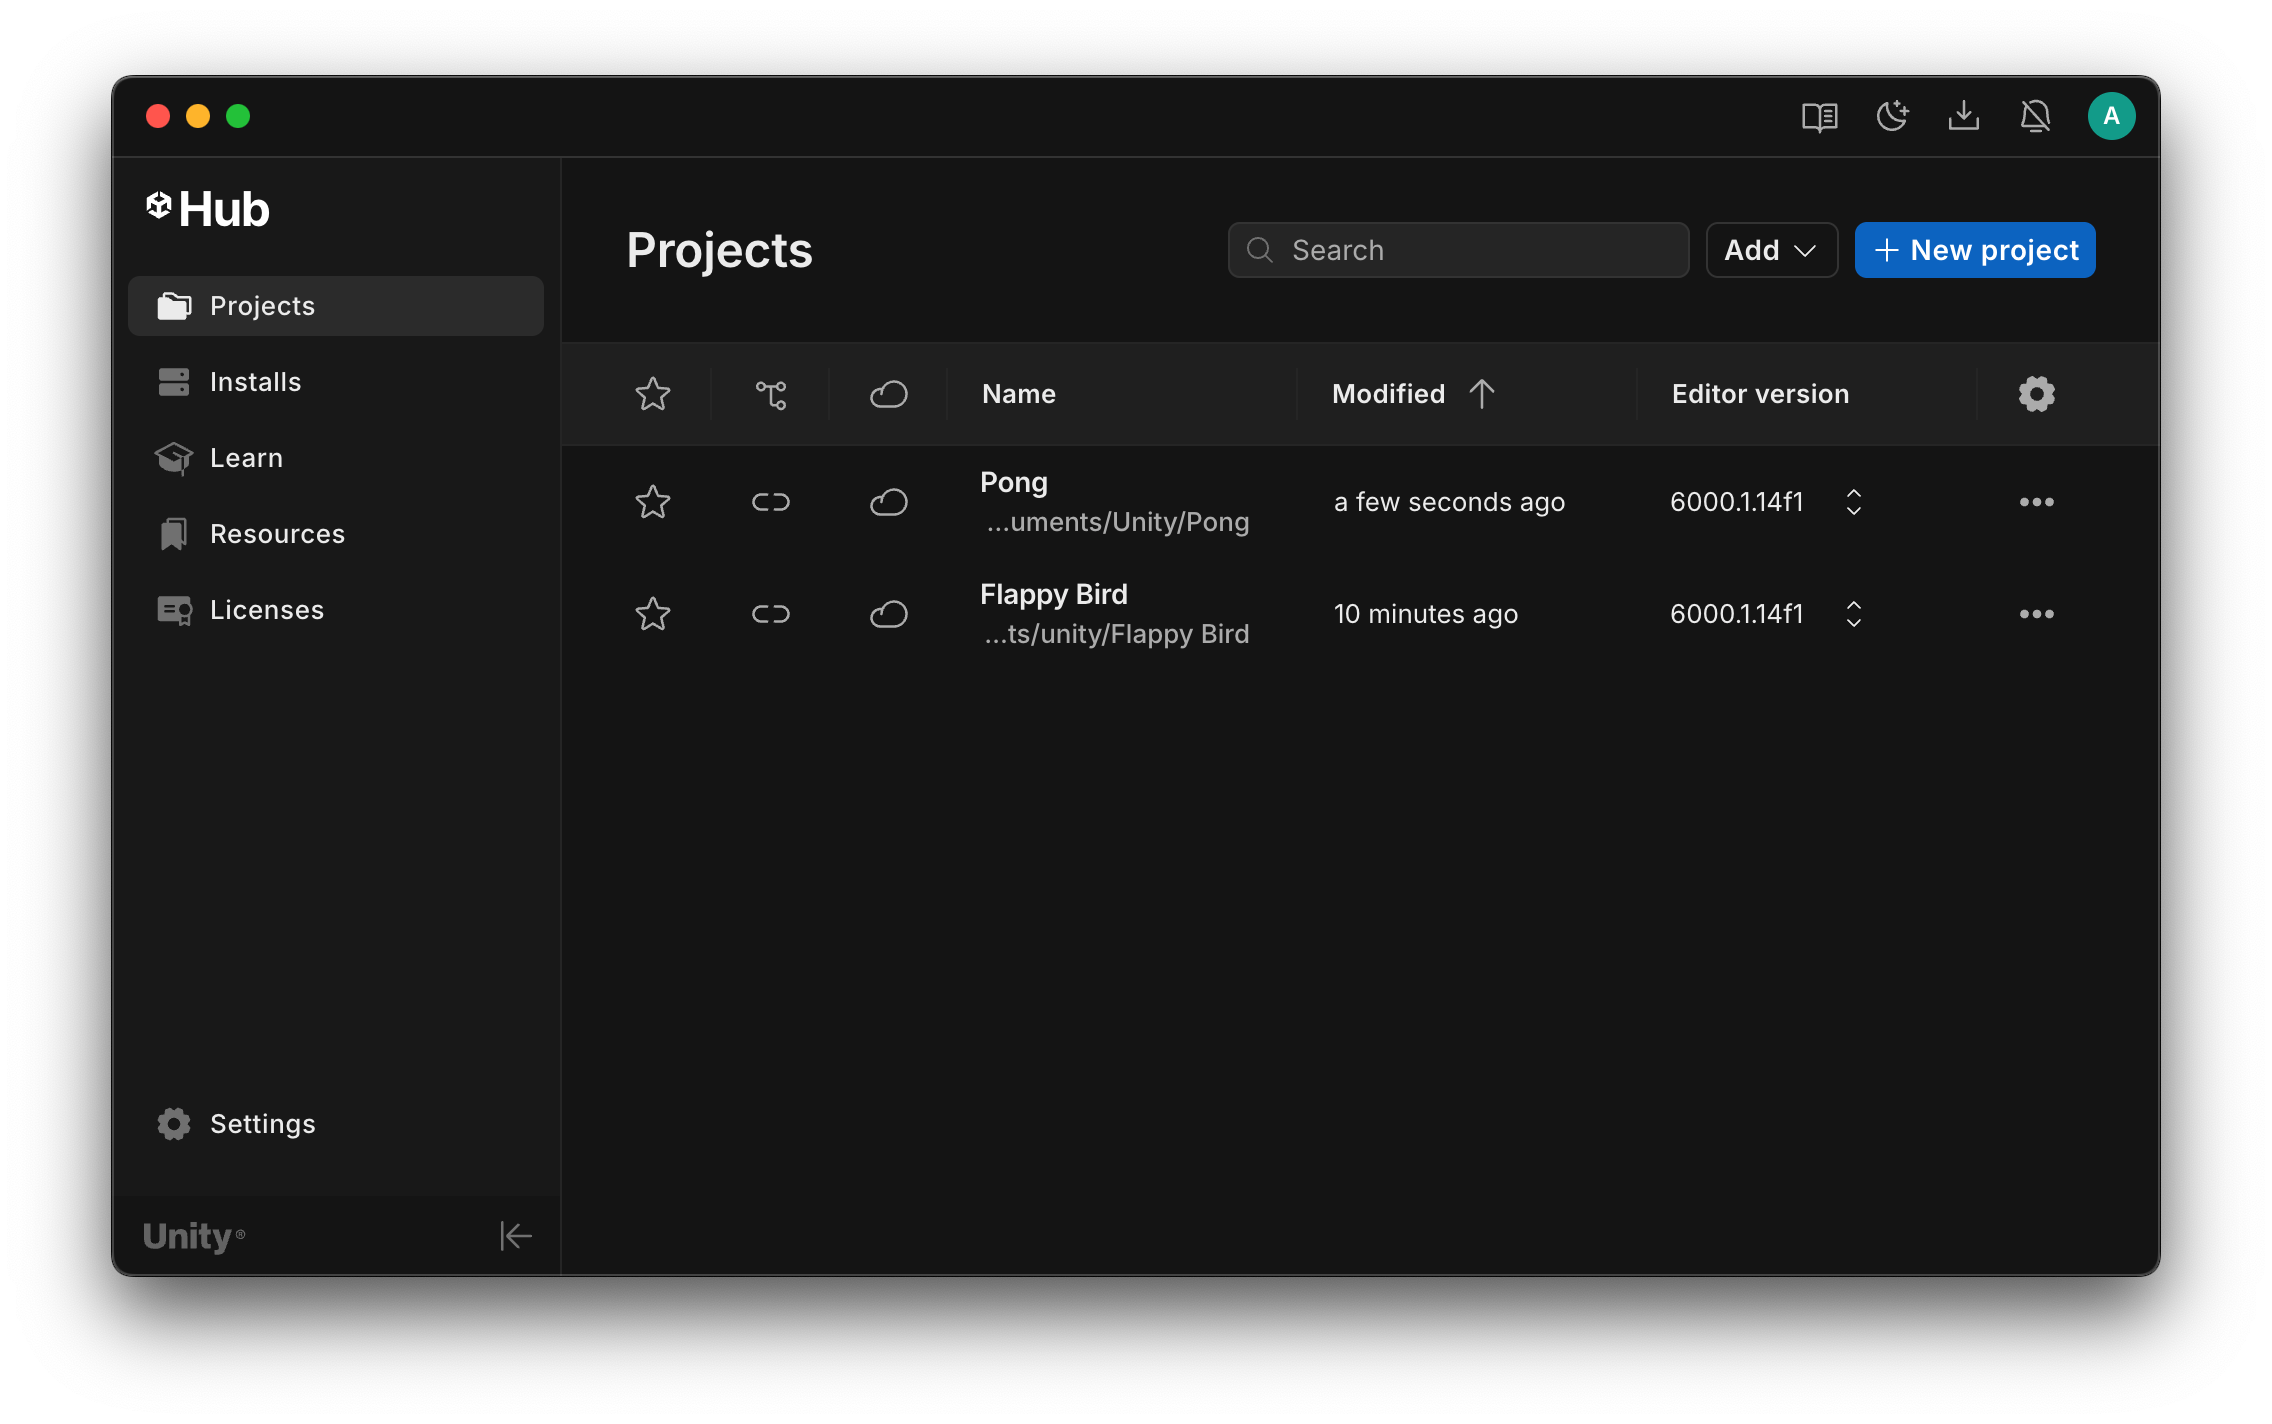 A
Hub
Projects
Installs
Learn
Resources
Licenses
Settings
Unity®
Projects
Search
Add
New project
Name
Modified
Editor version
Pong
...uments/Unity/Pong
a few seconds ago
6000.1.14f1
Flappy Bird
...ts/unity/Flappy Bird
10 minutes ago
6000.1.14f1